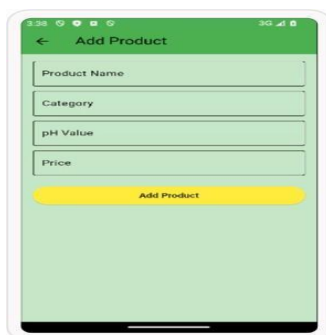 3:38 3G
Add Product
Product Name
Category
pH Value
Price
Add Product